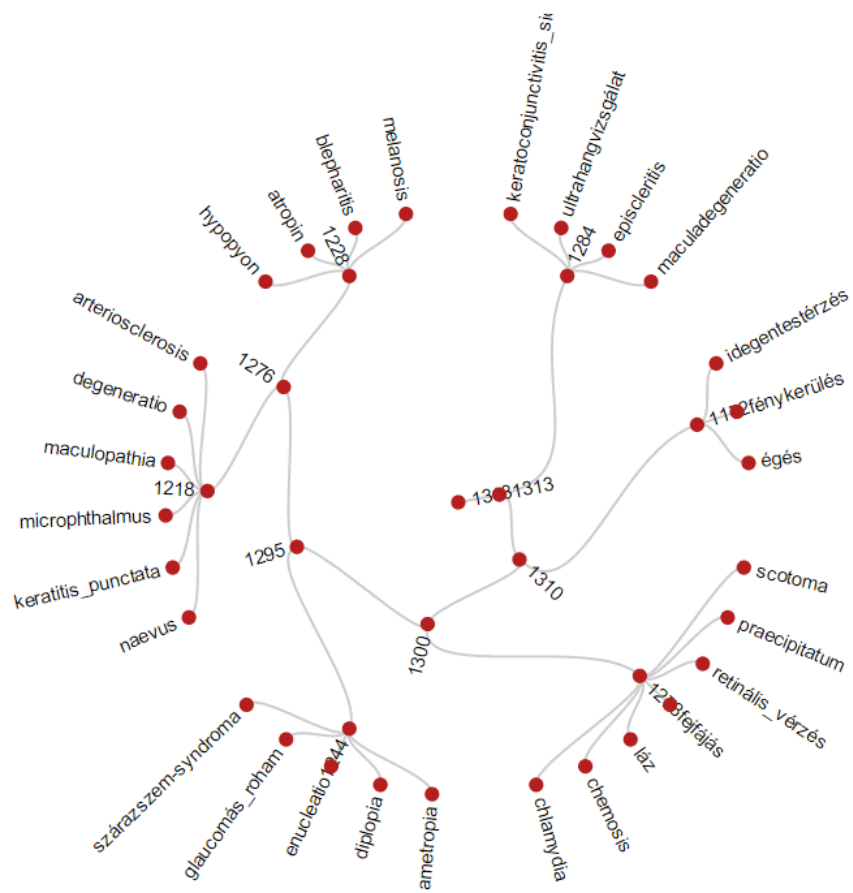 melanosis
blepharitis
atropin
hypopyon
1228
ultrahangvizsgálat
episcleritis
maculadegeneratio
1284
arteriosclerosis
degeneratio
maculopathia
microphthalmus
keratitis_punctata
naevus
1218
1276
idegentestérzés
fénykerülés
égés
1313
1310
1295
1300
scotoma
praecipitatum
retinális_vérzés
fejfájás
láz
chemosis
chlamydia
szárazszem-syndroma
glaucomás_roham
enucleatio
diplopia
ametropia